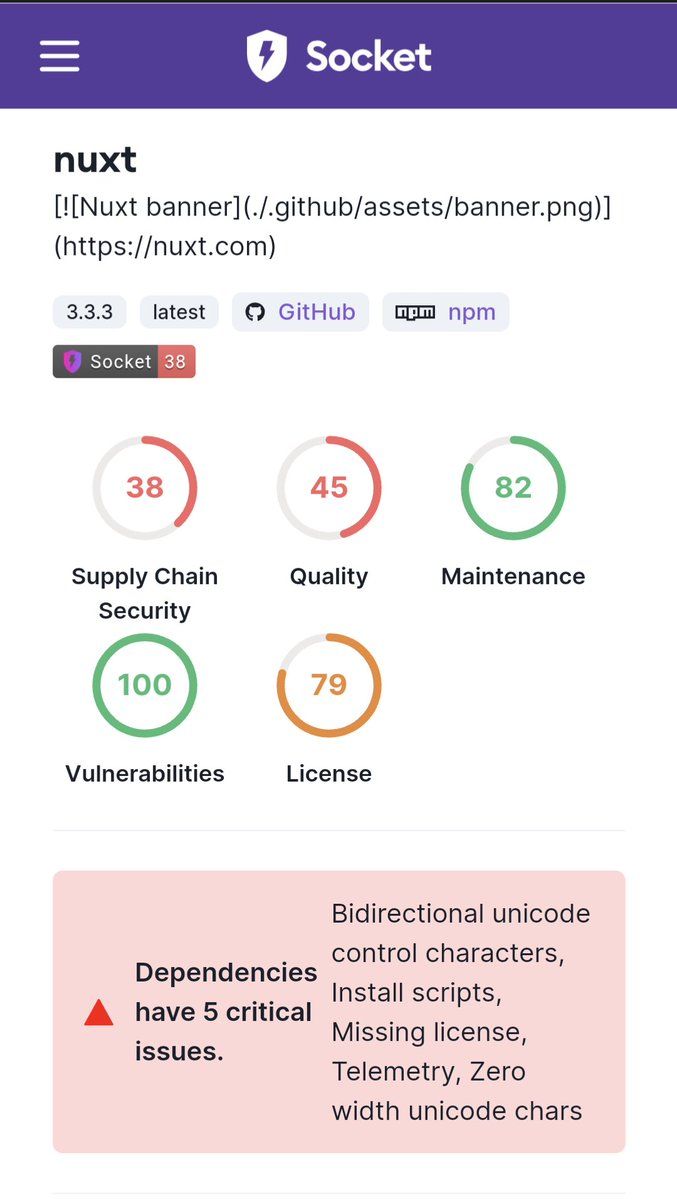 Socket
nuxt
[![Nuxt banner](./.github/assets/banner.png)]
(https://nuxt.com)
3.3.3 latest GitHub npm
Socket 38
38 45 82
Supply Chain Security
Quality
Maintenance
100 79
Vulnerabilities
License
Dependencies
have 5 critical
issues.
Bidirectional unicode
control characters,
Install scripts,
Missing license,
Telemetry, Zero
width unicode chars